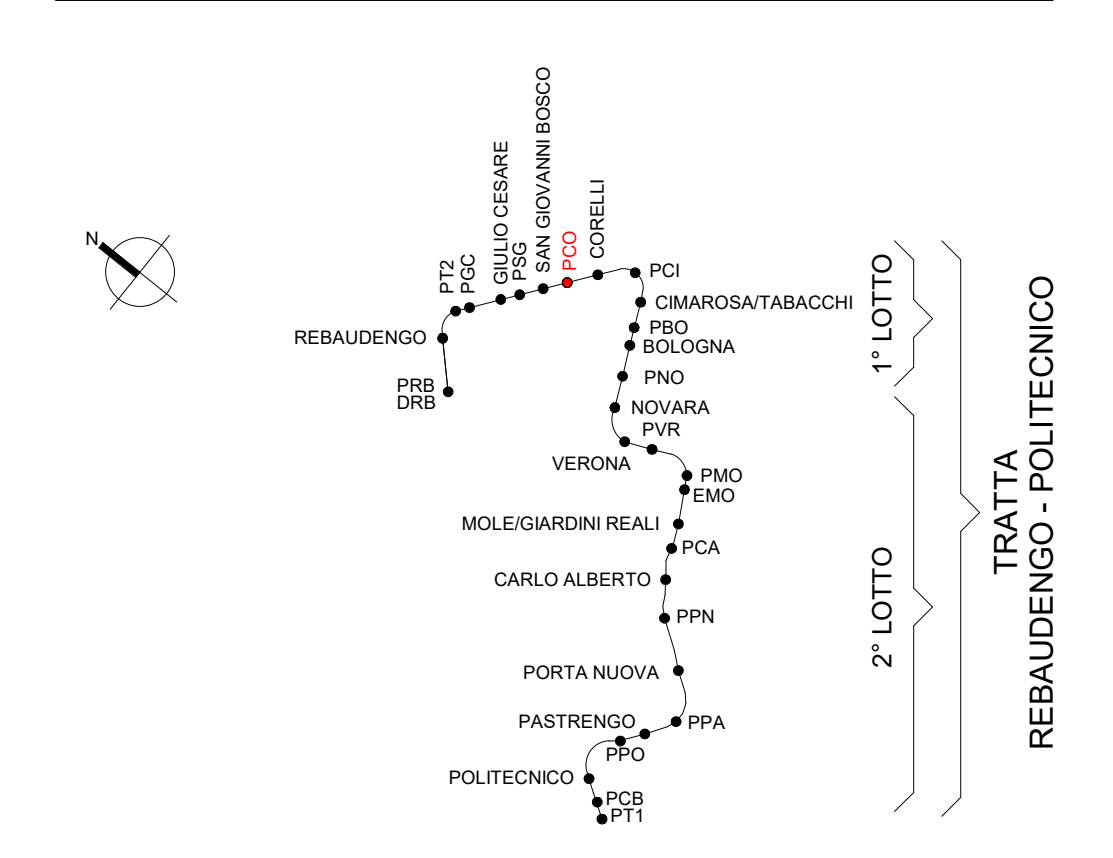 N
PT2
PGC
GIULIO CESARE
PSG
SAN GIOVANNI BOSCO
PCO
CORELLI
PCI
CIMAROSA/TABACCHI
REBAUDENGO
PBO
BOLOGNA
PRB
DRB
PNO
NOVARA
PVR
VERONA
PMO
EMO
MOLE/GIARDINI REALI
PCA
CARLO ALBERTO
PPN
PORTA NUOVA
PASTRENGO
PPA
PPO
POLITECNICO
PCB
PT1
1° LOTTO
2° LOTTO
TRATTA
REBAUDENGO - POLITECNICO